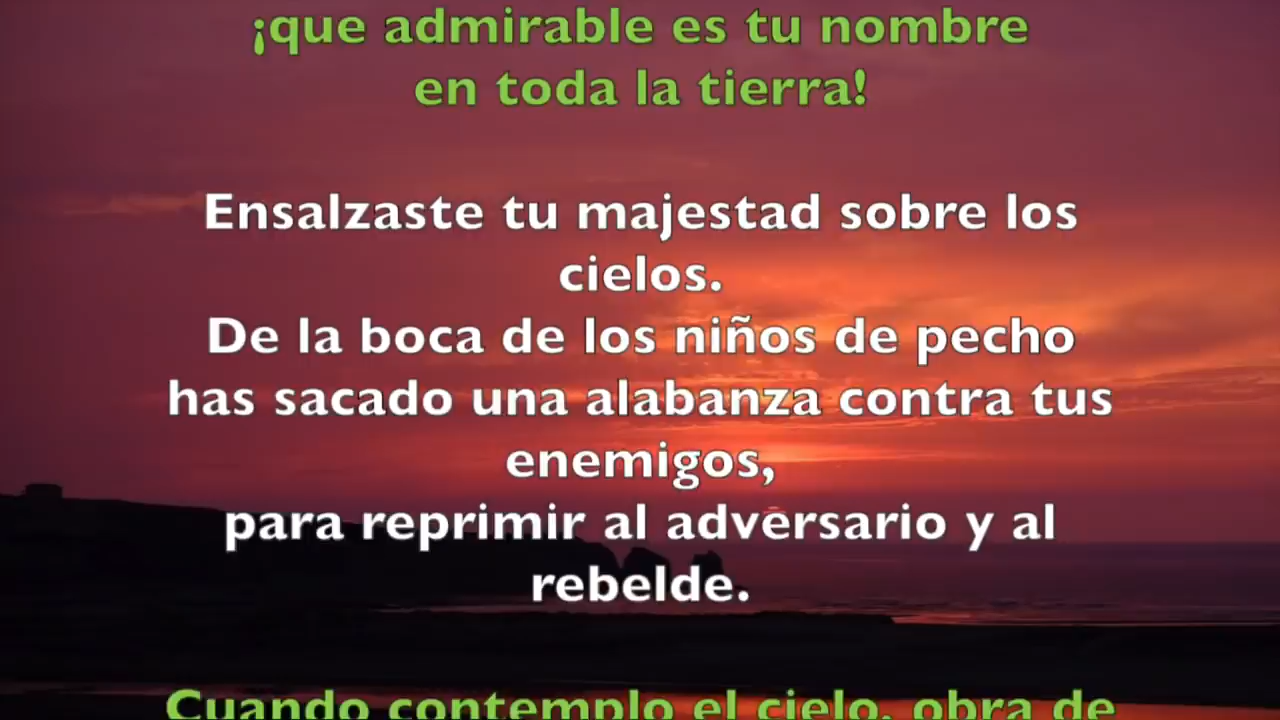 ¡que admirable es tu nombre
en toda la tierra!
Ensalzaste tu majestad sobre los
cielos.
De la boca de los niños de pecho
has sacado una alabanza contra tus
enemigos,
para reprimir al adversario y al
rebelde.
Cuando contemplo el cielo, obra de